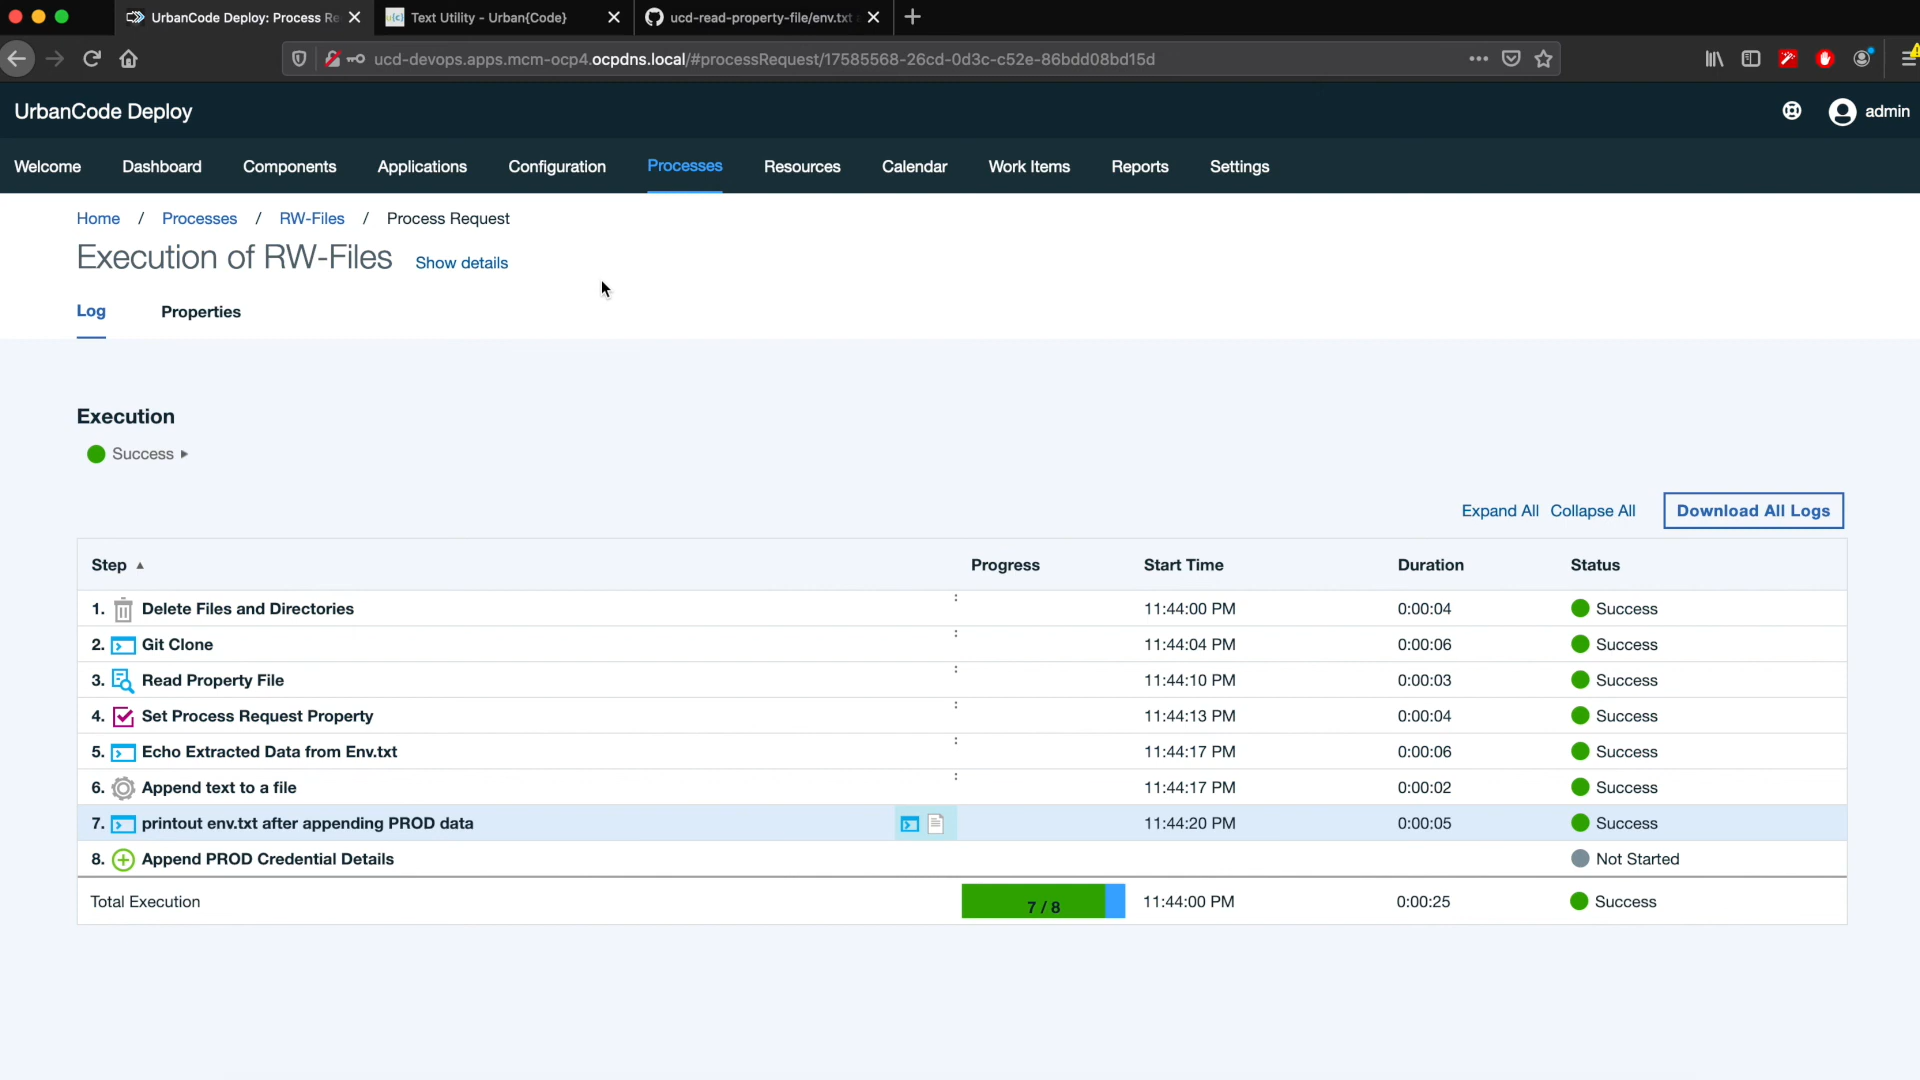 UrbanCode Deploy: Process Re
u{c} Text Utility - Urban{Code}
ucd-read-property-file/env.txt
ucd-devops.apps.mcm-ocp4.ocpdns.local/#processRequest/17585568-26cd-0d3c-c52e-86bdd08bd15d
UrbanCode Deploy
admin
Welcome Dashboard Components Applications Configuration Processes Resources Calendar Work Items Reports Settings
Home / Processes / RW-Files / Process Request
Execution of RW-Files Show details
Log Properties
Execution
Success
Expand All Collapse All Download All Logs
Step Progress Start Time Duration Status
1. Delete Files and Directories 11:44:00 PM 0:00:04 Success
2. Git Clone 11:44:04 PM 0:00:06 Success
3. Read Property File 11:44:10 PM 0:00:03 Success
4. Set Process Request Property 11:44:13 PM 0:00:04 Success
5. Echo Extracted Data from Env.txt 11:44:17 PM 0:00:06 Success
6. Append text to a file 11:44:17 PM 0:00:02 Success
7. printout env.txt after appending PROD data 11:44:20 PM 0:00:05 Success
8. Append PROD Credential Details Not Started
Total Execution 7 / 8 11:44:00 PM 0:00:25 Success